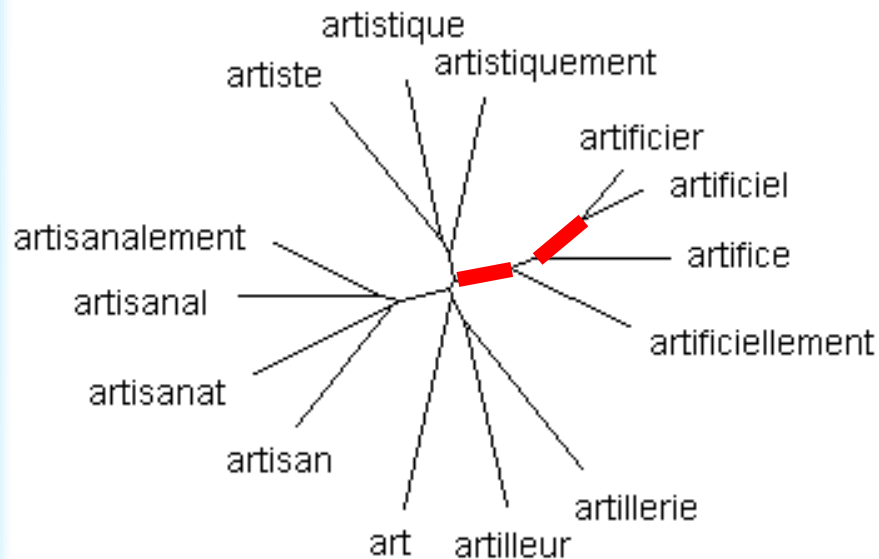 artistique
artistiquement
artiste
artificier
artificiel
artisanalement
artifice
artisanal
artificiellement
artisanat
artisan
artillerie
art
artilleur